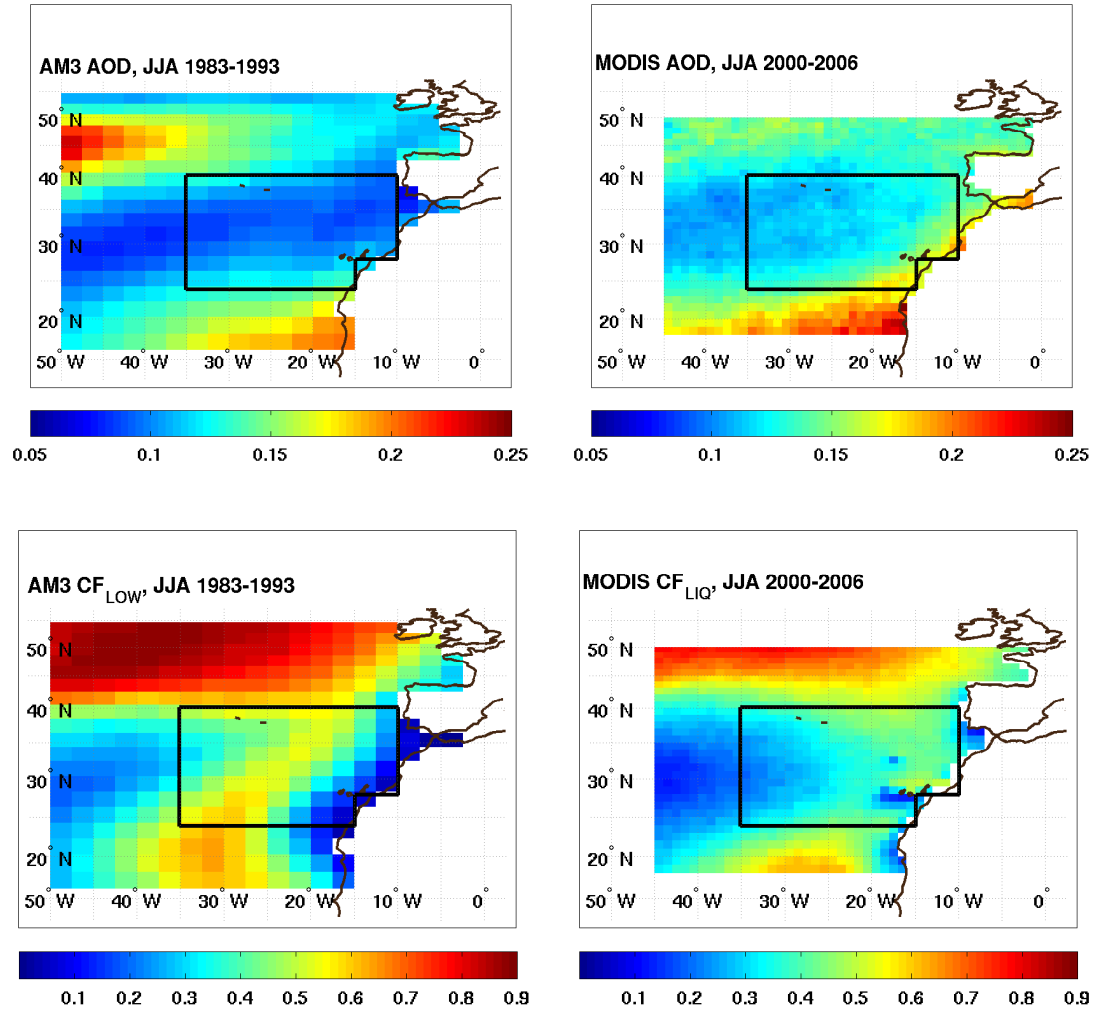 AM3 AOD, JJA 1983-1993
50° N
40° N
30° N
20° N
50° W 40° W 30° W 20° W 10° W 0°
0.05 0.1 0.15 0.2 0.25
MODIS AOD, JJA 2000-2006
50° N
40° N
30° N
20° N
50° W 40° W 30° W 20° W 10° W 0°
0.05 0.1 0.15 0.2 0.25
AM3 CF_LOW, JJA 1983-1993
50° N
40° N
30° N
20° N
50° W 40° W 30° W 20° W 10° W 0°
0.1 0.2 0.3 0.4 0.5 0.6 0.7 0.8 0.9
MODIS CF_LIQ, JJA 2000-2006
50° N
40° N
30° N
20° N
50° W 40° W 30° W 20° W 10° W 0°
0.1 0.2 0.3 0.4 0.5 0.6 0.7 0.8 0.9